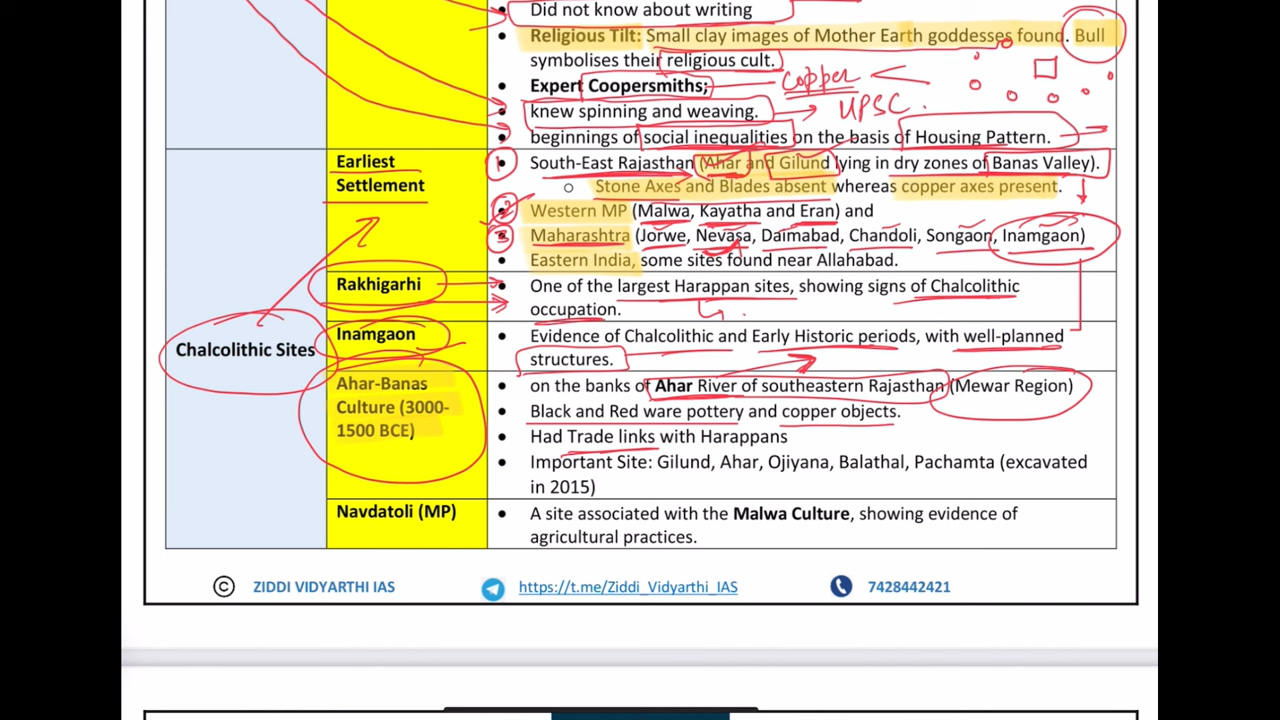 • Did not know about writing
• Religious Tilt: Small clay images of Mother Earth goddesses found. Bull
symbolises their religious cult.
• Expert Coopersmiths; copper
• knew spinning and weaving. UPSC.
• beginnings of social inequalities on the basis of Housing Pattern.
Chalcolithic Sites
Earliest
Settlement
1 • South-East Rajasthan (Ahar and Gilund lying in dry zones of Banas Valley).
o Stone Axes and Blades absent whereas copper axes present.
2 • Western MP (Malwa, Kayatha and Eran) and
3 • Maharashtra (Jorwe, Nevasa, Daimabad, Chandoli, Songaon, Inamgaon)
• Eastern India, some sites found near Allahabad.
Rakhigarhi
• One of the largest Harappan sites, showing signs of Chalcolithic
occupation.
Inamgaon
• Evidence of Chalcolithic and Early Historic periods, with well-planned
structures.
Ahar-Banas
Culture (3000-
1500 BCE)
• on the banks of Ahar River of southeastern Rajasthan (Mewar Region)
• Black and Red ware pottery and copper objects.
• Had Trade links with Harappans
• Important Site: Gilund, Ahar, Ojiyana, Balathal, Pachamta (excavated
in 2015)
Navdatoli (MP)
• A site associated with the Malwa Culture, showing evidence of
agricultural practices.
© ZIDDI VIDYARTHI IAS https://t.me/Ziddi_Vidyarthi_IAS 7428442421